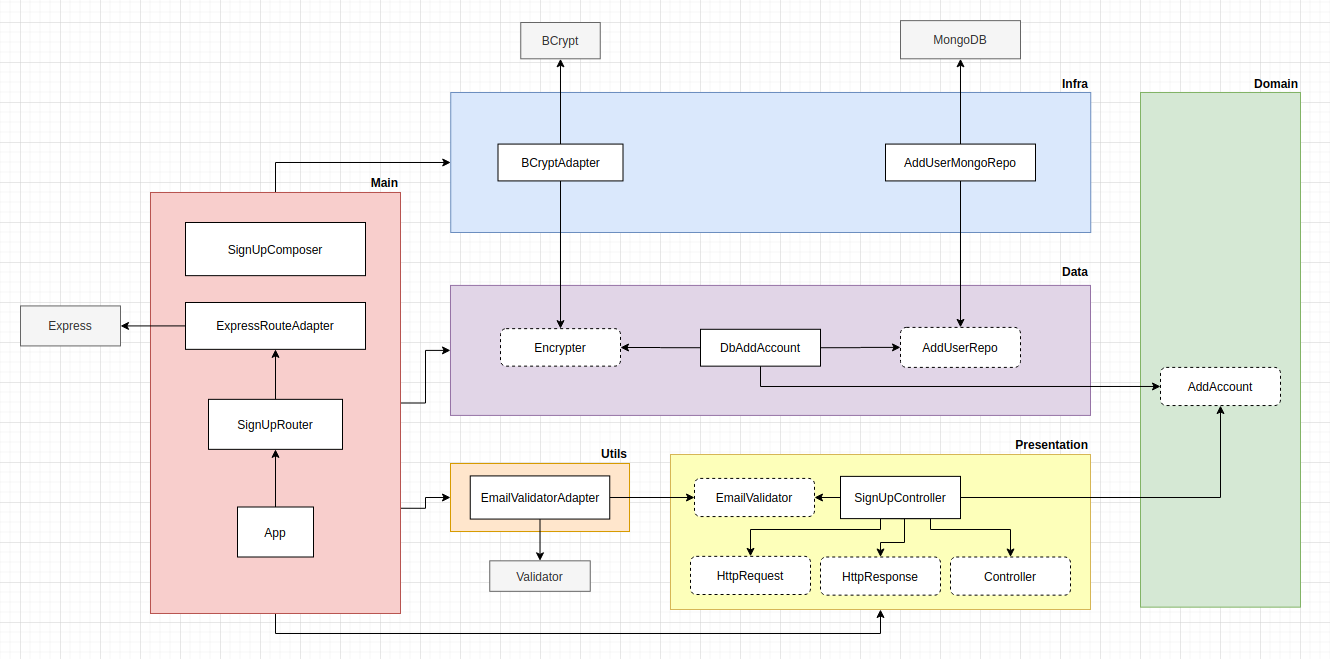 BCrypt
MongoDB
Infra
Domain
BCryptAdapter
AddUserMongoRepo
Main
SignUpComposer
Express
ExpressRouteAdapter
SignUpRouter
App
Data
Encrypter
DbAddAccount
AddUserRepo
AddAccount
Utils
EmailValidatorAdapter
Validator
Presentation
EmailValidator
SignUpController
HttpRequest
HttpResponse
Controller